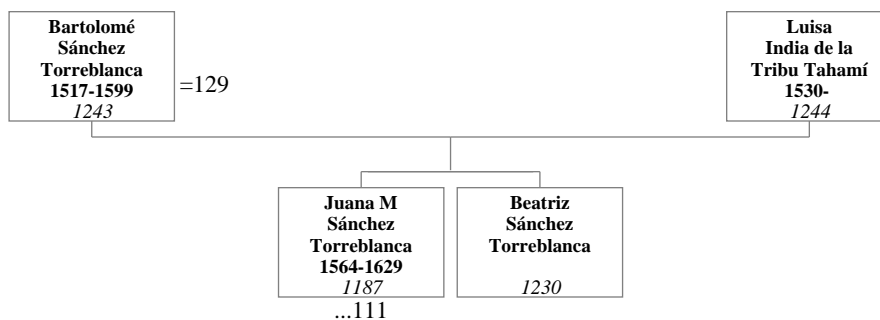 Bartolomé
Sánchez
Torreblanca
1517-1599
1243
=129
Luisa
India de la
Tribu Tahamí
1530-
1244
Juana M
Sánchez
Torreblanca
1564-1629
1187
...111
Beatriz
Sánchez
Torreblanca
1230